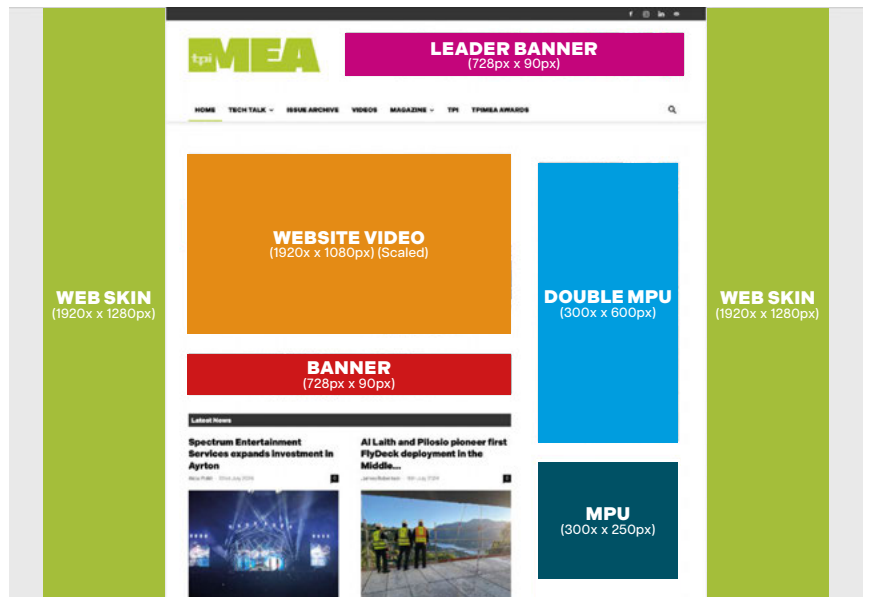 tpi MEA
LEADER BANNER
(728px x 90px)
HOME TECH TALK ISSUE ARCHIVE VIDEOS MAGAZINE TPI TPIMEA AWARDS
WEBSITE VIDEO
(1920x x 1080px) (Scaled)
WEB SKIN
(1920x x 1280px)
DOUBLE MPU
(300x x 600px)
WEB SKIN
(1920x x 1280px)
BANNER
(728px x 90px)
Latest News
Spectrum Entertainment
Services expands investment in
Ayrton
Al Laith and Pilosio pioneer first
FlyDeck deployment in the
Middle...
MPU
(300x x 250px)